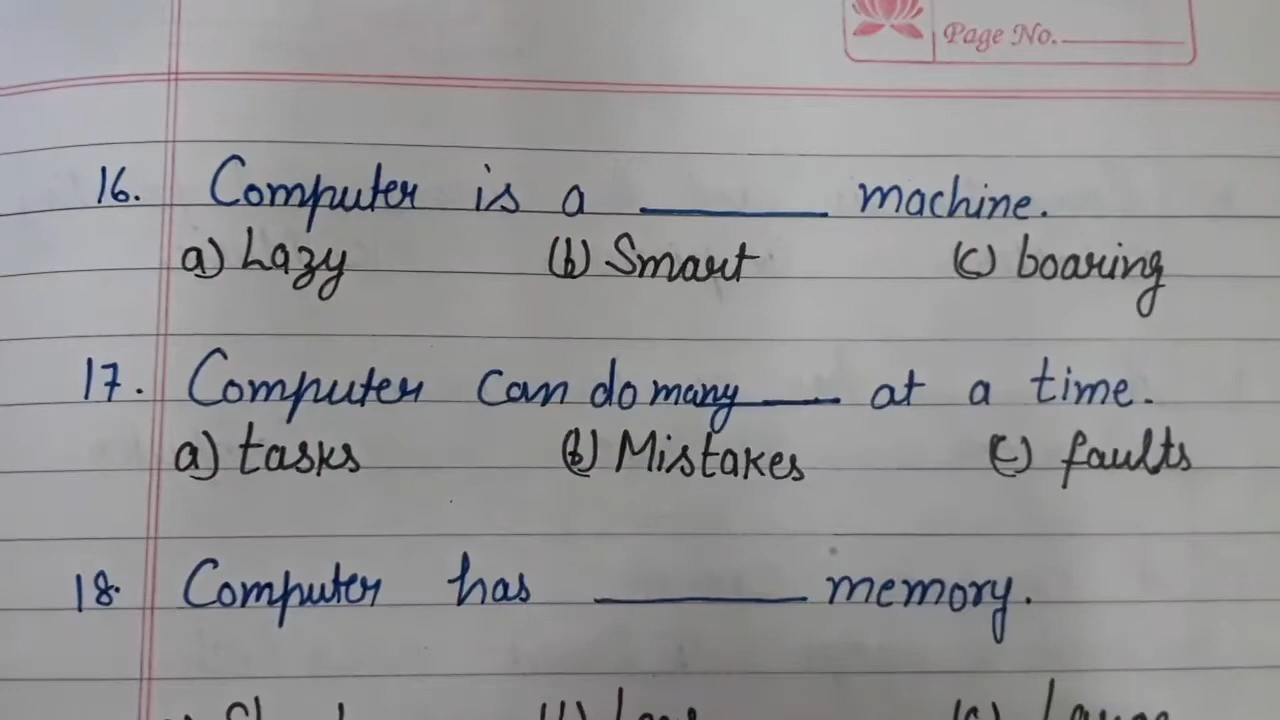 Page No.
16. Computer is a ______ machine.
a) Lazy (b) Smart (c) boaring
17. Computer can do many ____ at a time.
a) tasks (b) Mistakes (c) faults
18. Computer has ______ memory.